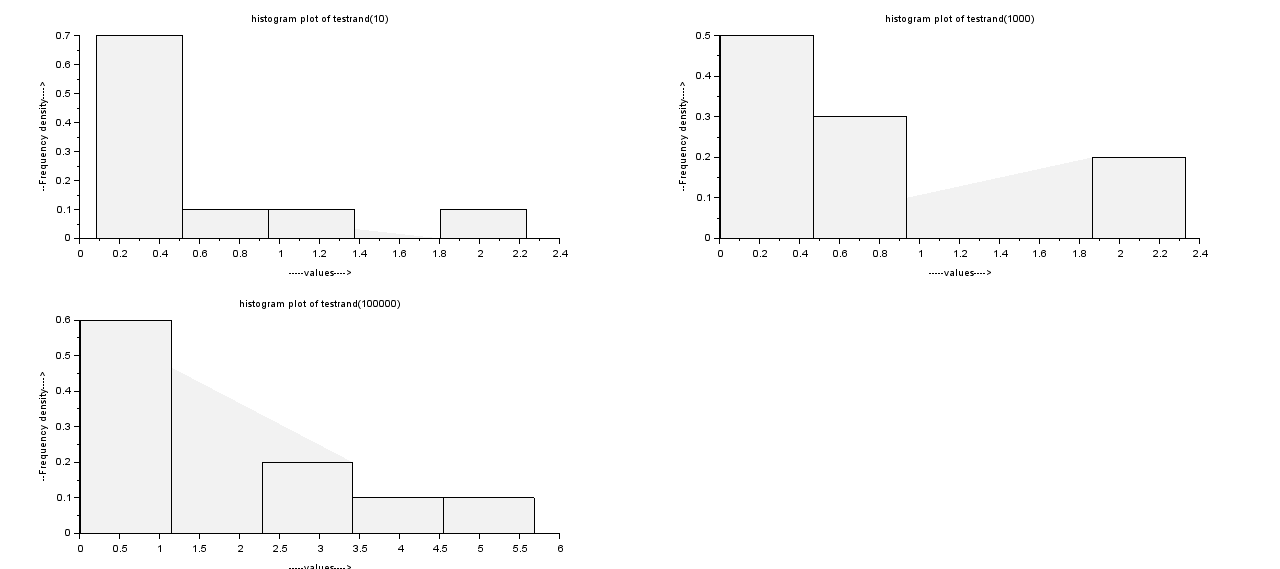 histogram plot of testrand(10)
0.7
0.6
0.5
0.4
0.3
0.2
0.1
0
--Frequency density---->
0 0.2 0.4 0.6 0.8 1 1.2 1.4 1.6 1.8 2 2.2 2.4
-----values---->
histogram plot of testrand(1000)
0.5
0.4
0.3
0.2
0.1
0
--Frequency density---->
0 0.2 0.4 0.6 0.8 1 1.2 1.4 1.6 1.8 2 2.2 2.4
-----values---->
histogram plot of testrand(100000)
0.6
0.5
0.4
0.3
0.2
0.1
0
--Frequency density---->
0 0.5 1 1.5 2 2.5 3 3.5 4 4.5 5 5.5 6
-----values---->